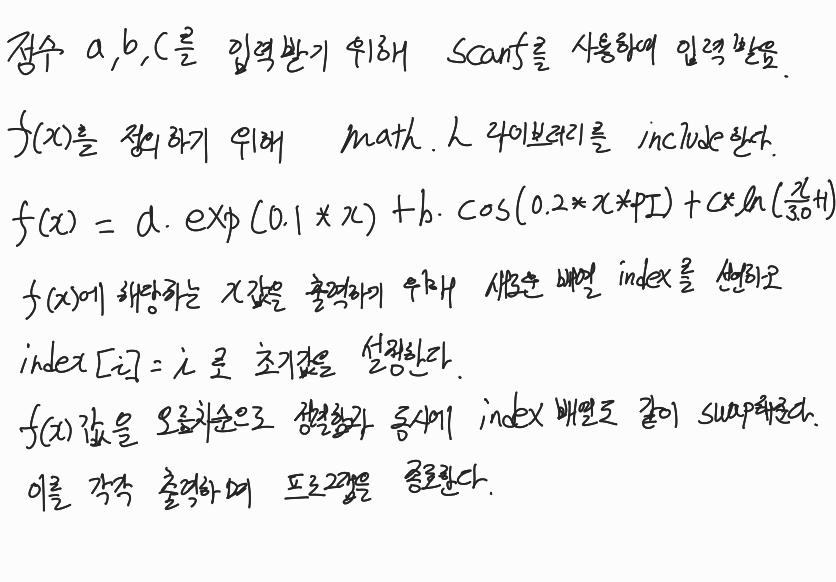 점수 a, b, c를 입력받기 위해 scanf를 사용하여 입력받음.
f(x)를 정의하기 위해 math.h 라이브러리를 include한다.
f(x) = a. exp(0.1 * x) + b. cos(0.2 * x * PI) + c* ln(x/3.0 +1)
f(x)에 해당하는 x값을 출력하기 위해 새로운 배열 index를 선언하고
index [i] = i 로 초기값을 설정한다.
f(x)값을 오름차순으로 정렬함과 동시에 index 배열도 같이 swap해준다.
이를 각각 출력하며 프로그램을 종료한다.